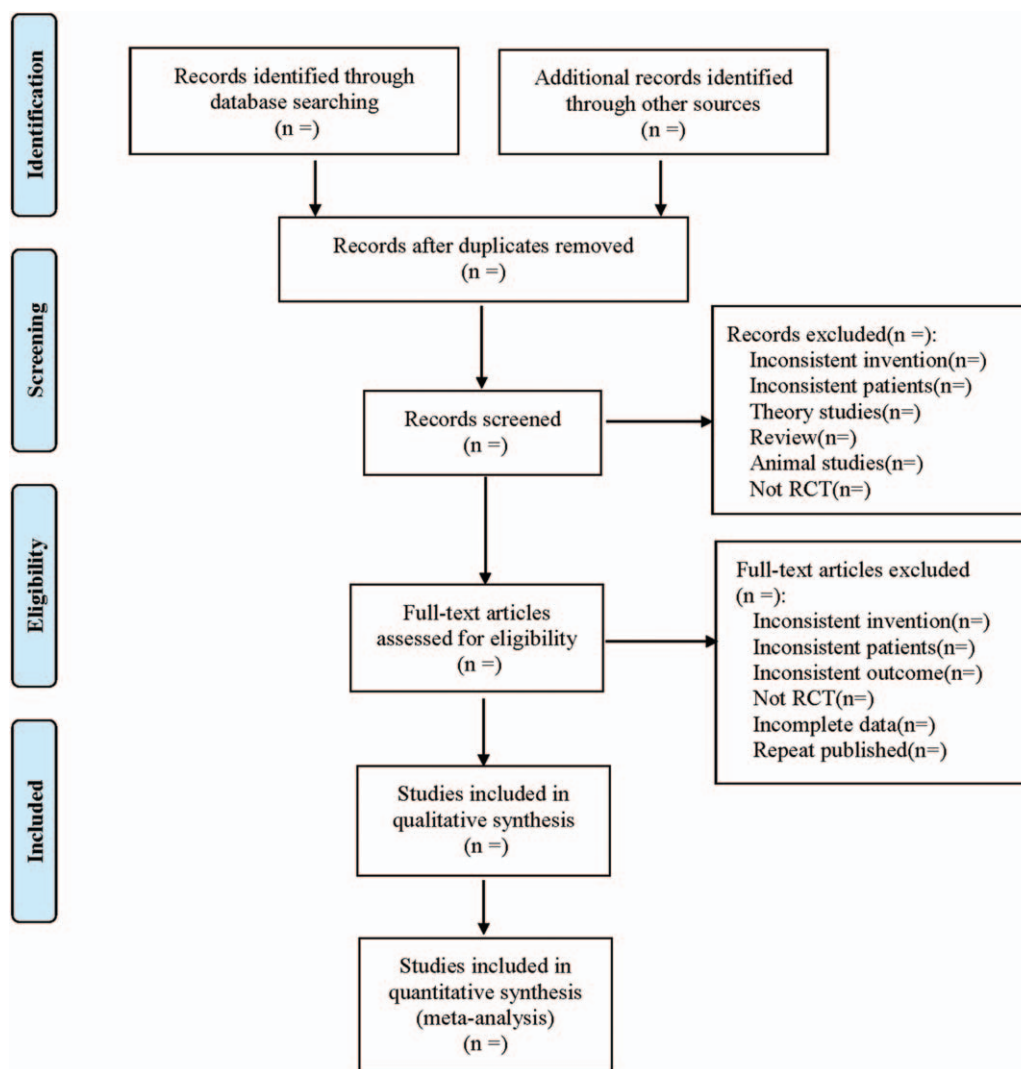 Identification
Records identified through
database searching
(n =)
Additional records identified
through other sources
(n =)
Records after duplicates removed
(n =)
Screening
Records screened
(n =)
Records excluded(n =):
Inconsistent invention(n=)
Inconsistent patients(n=)
Theory studies(n=)
Review(n=)
Animal studies(n=)
Not RCT(n=)
Eligibility
Full-text articles
assessed for eligibility
(n =)
Full-text articles excluded
(n =):
Inconsistent invention(n=)
Inconsistent patients(n=)
Inconsistent outcome(n=)
Not RCT(n=)
Incomplete data(n=)
Repeat published(n=)
Included
Studies included in
qualitative synthesis
(n =)
Studies included in
quantitative synthesis
(meta-analysis)
(n =)